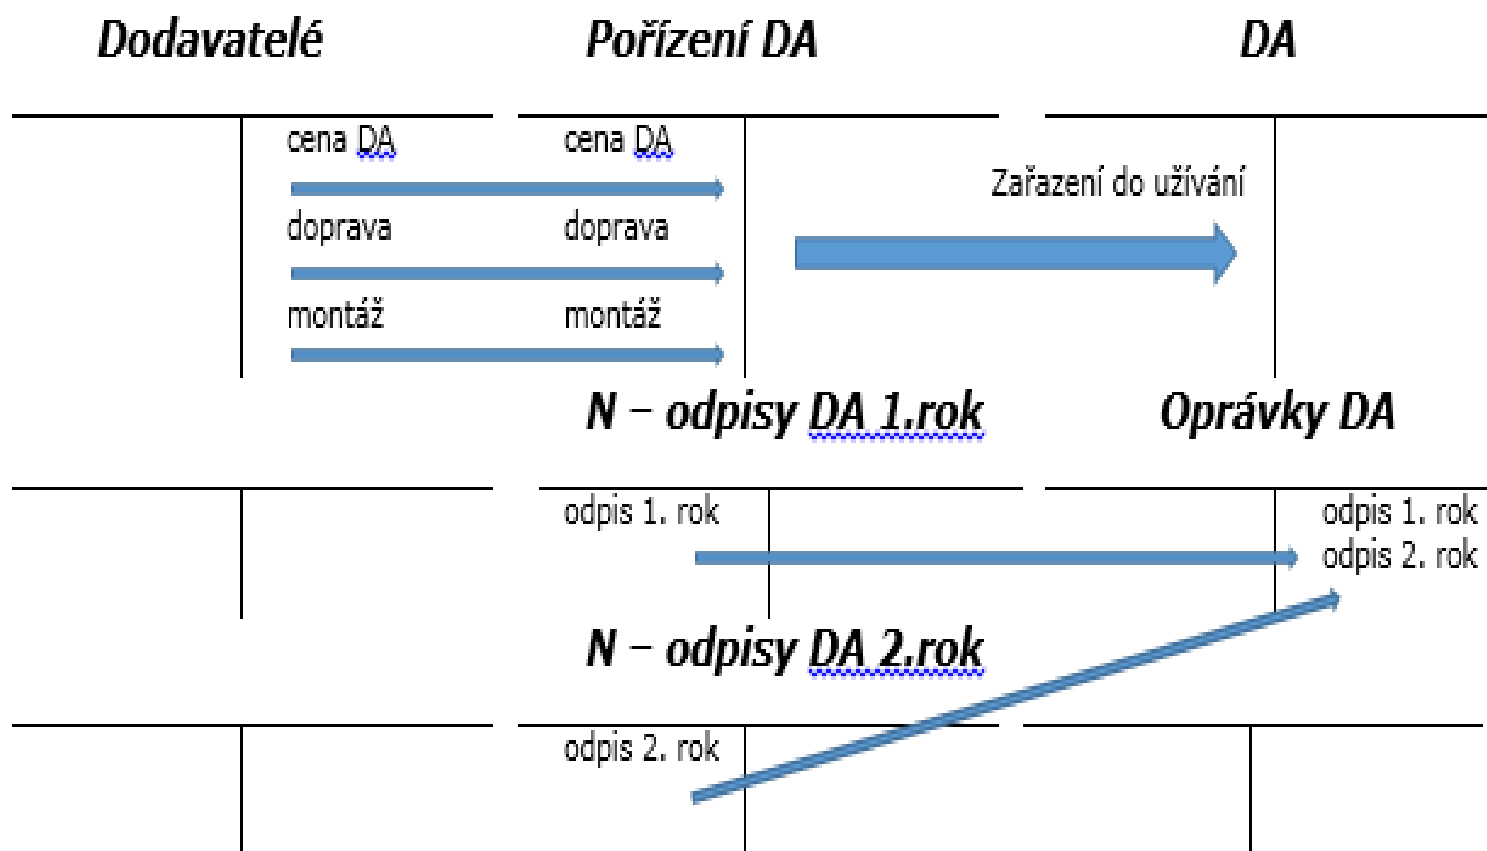 Dodavatelé Pořízení DA DA
cena DA cena DA
Zařazení do užívání
doprava doprava
montáž montáž
N – odpisy DA 1.rok Oprávky DA
odpis 1. rok odpis 1. rok
odpis 2. rok
N – odpisy DA 2.rok
odpis 2. rok